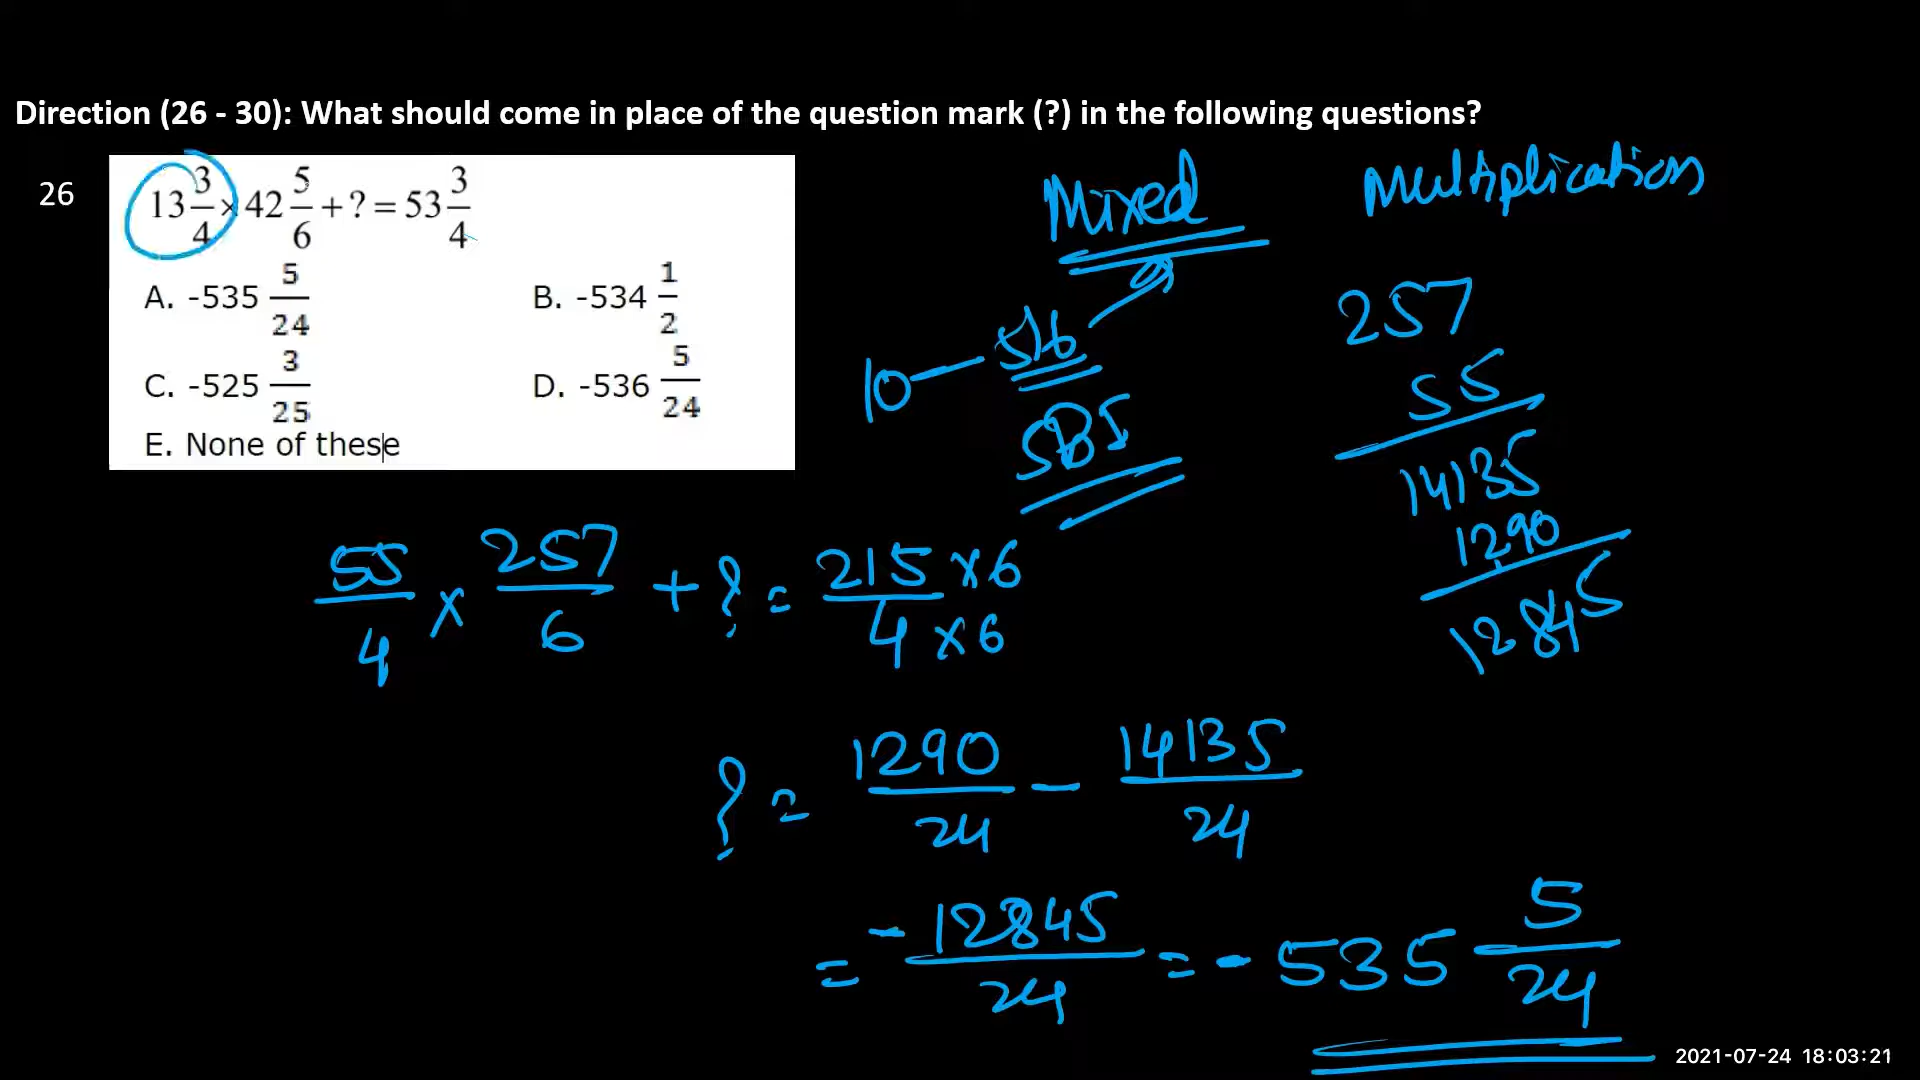 Direction (26 - 30): What should come in place of the question mark (?) in the following questions?
26 13 3/4 × 42 5/6 + ? = 53 3/4
A. -535 5/24 B. -534 1/2
C. -525 3/25 D. -536 5/24
E. None of these
Mixed
Multiplication
10 — 5/6
SBI
257
55
14135
1290
12845
55/4 × 257/6 + ? = 215×6/4×6
? = 1290/24 - 14135/24
= -12845/24 = -535 5/24
2021-07-24 18:03:21